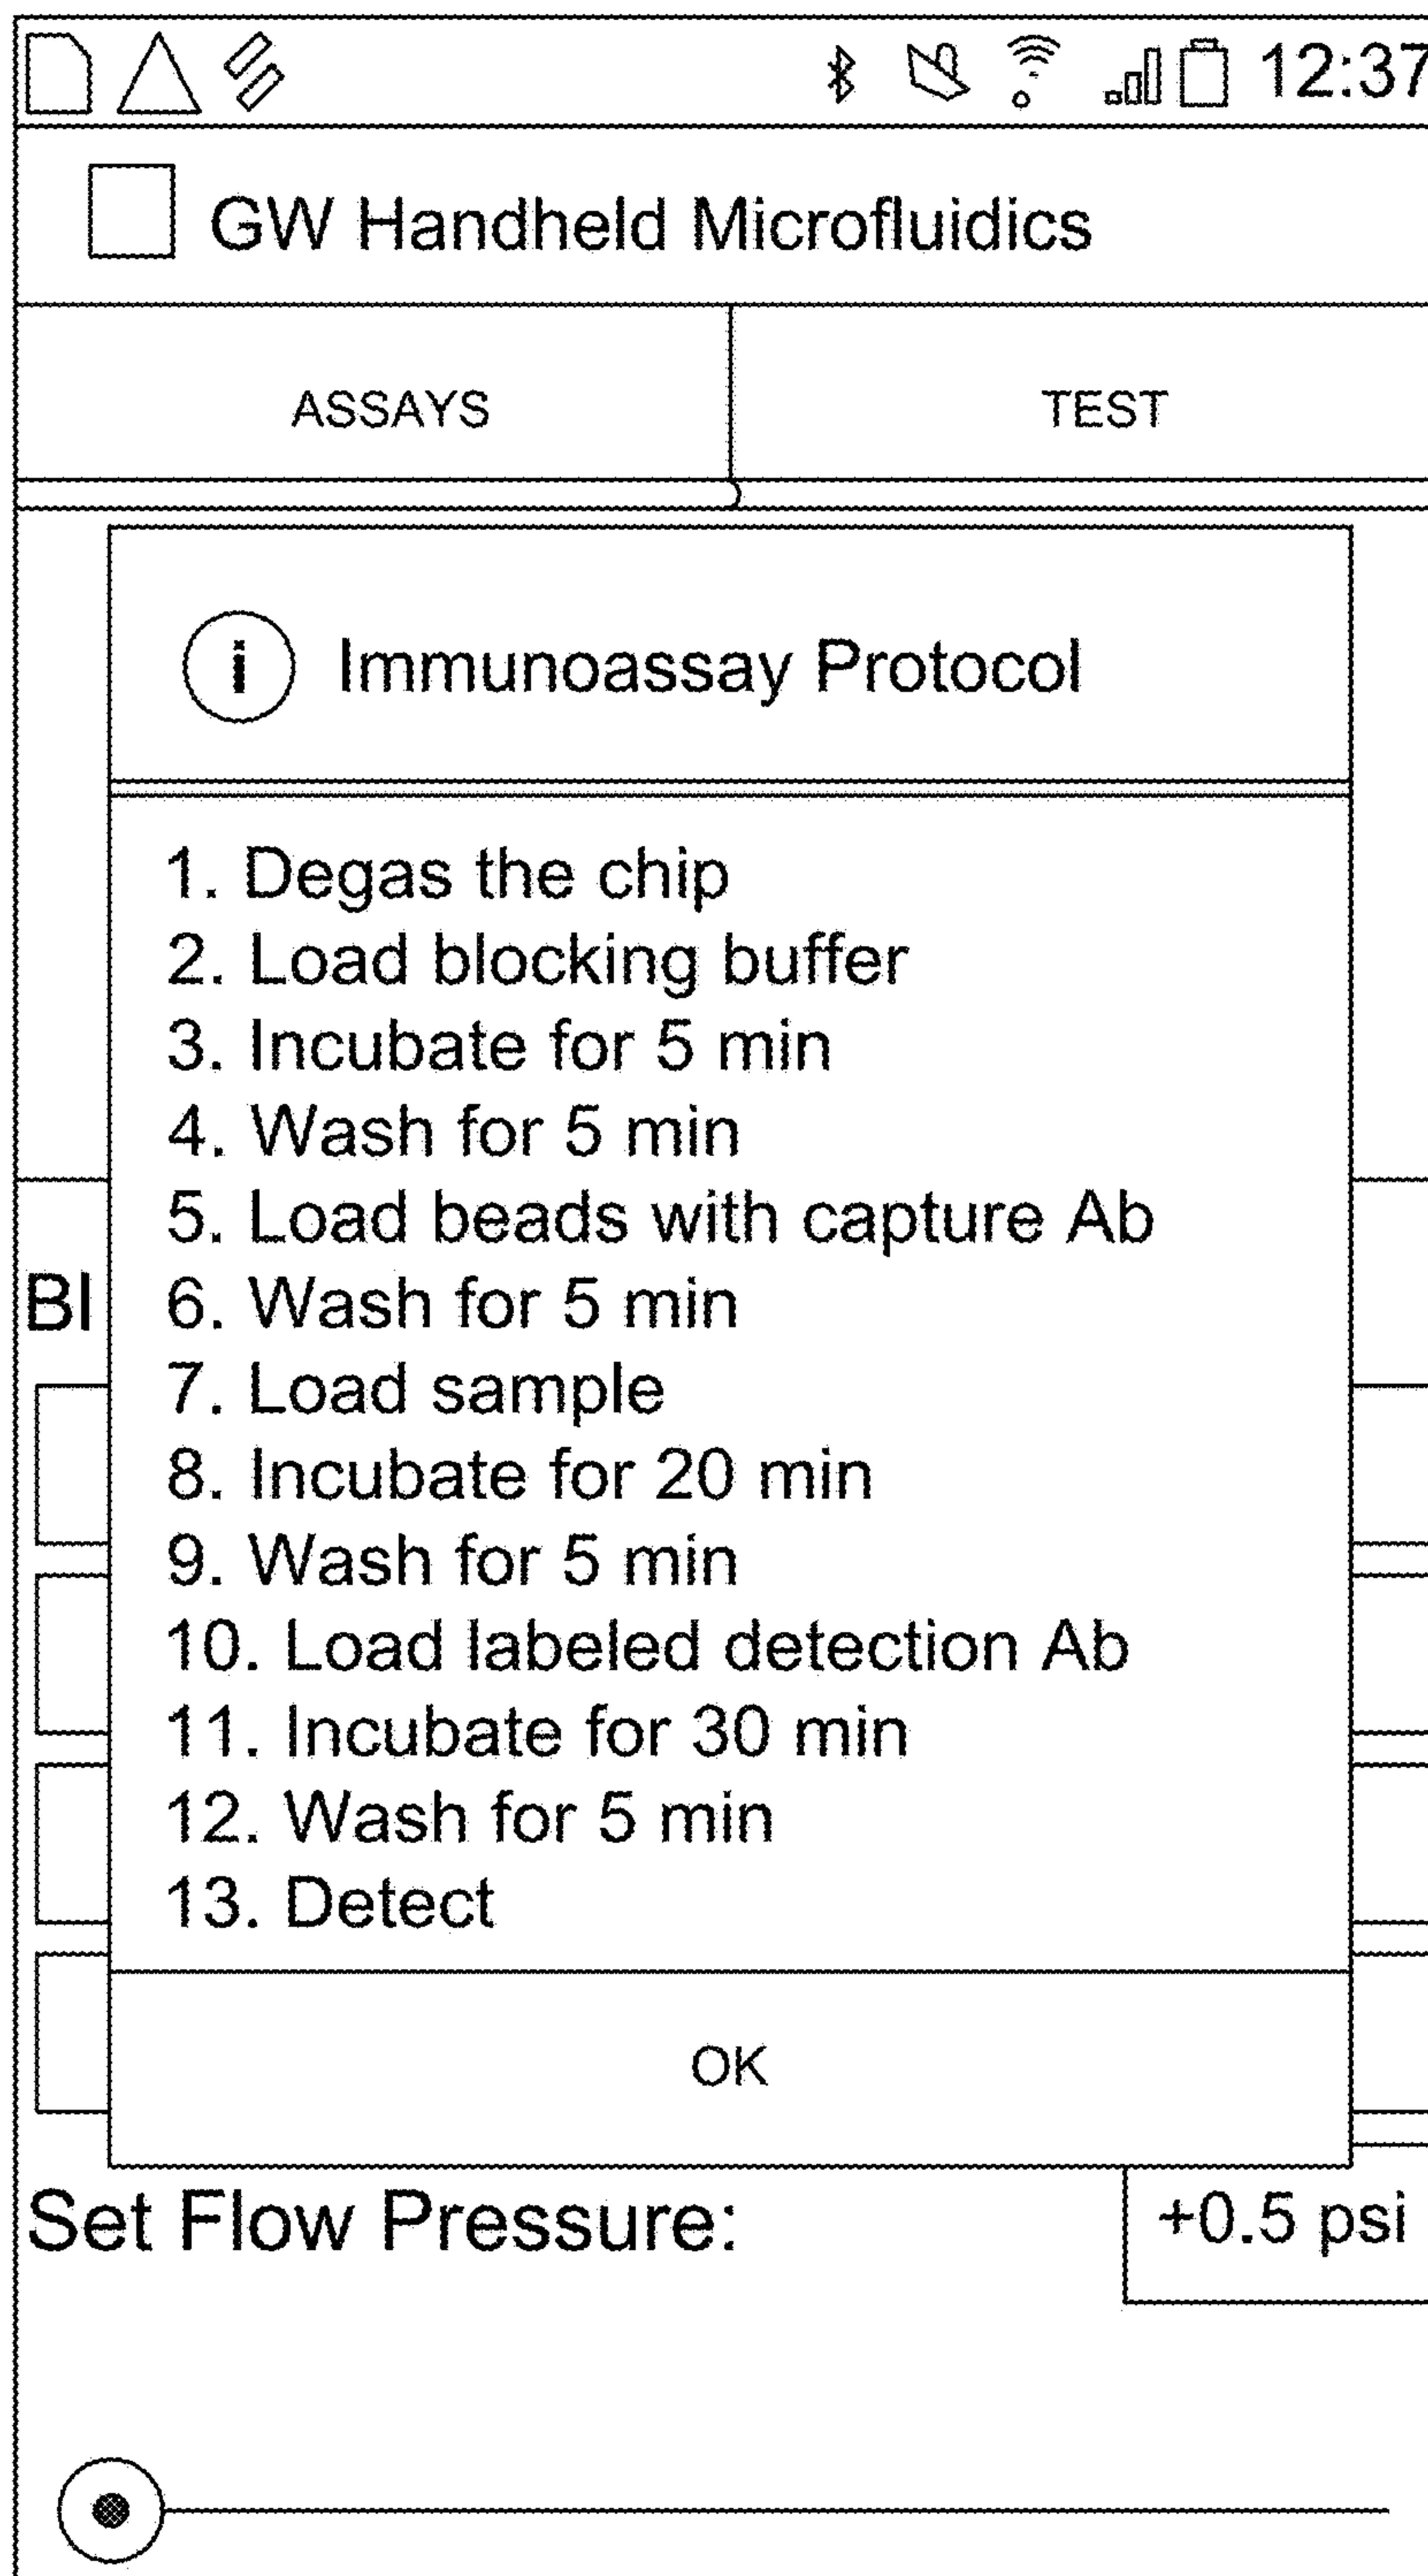 12:37
GW Handheld Microfluidics
ASSAYS TEST
i Immunoassay Protocol
1. Degas the chip
2. Load blocking buffer
3. Incubate for 5 min
4. Wash for 5 min
5. Load beads with capture Ab
Bl
6. Wash for 5 min
7. Load sample
8. Incubate for 20 min
9. Wash for 5 min
10. Load labeled detection Ab
11. Incubate for 30 min
12. Wash for 5 min
13. Detect
OK
Set Flow Pressure: +0.5 psi